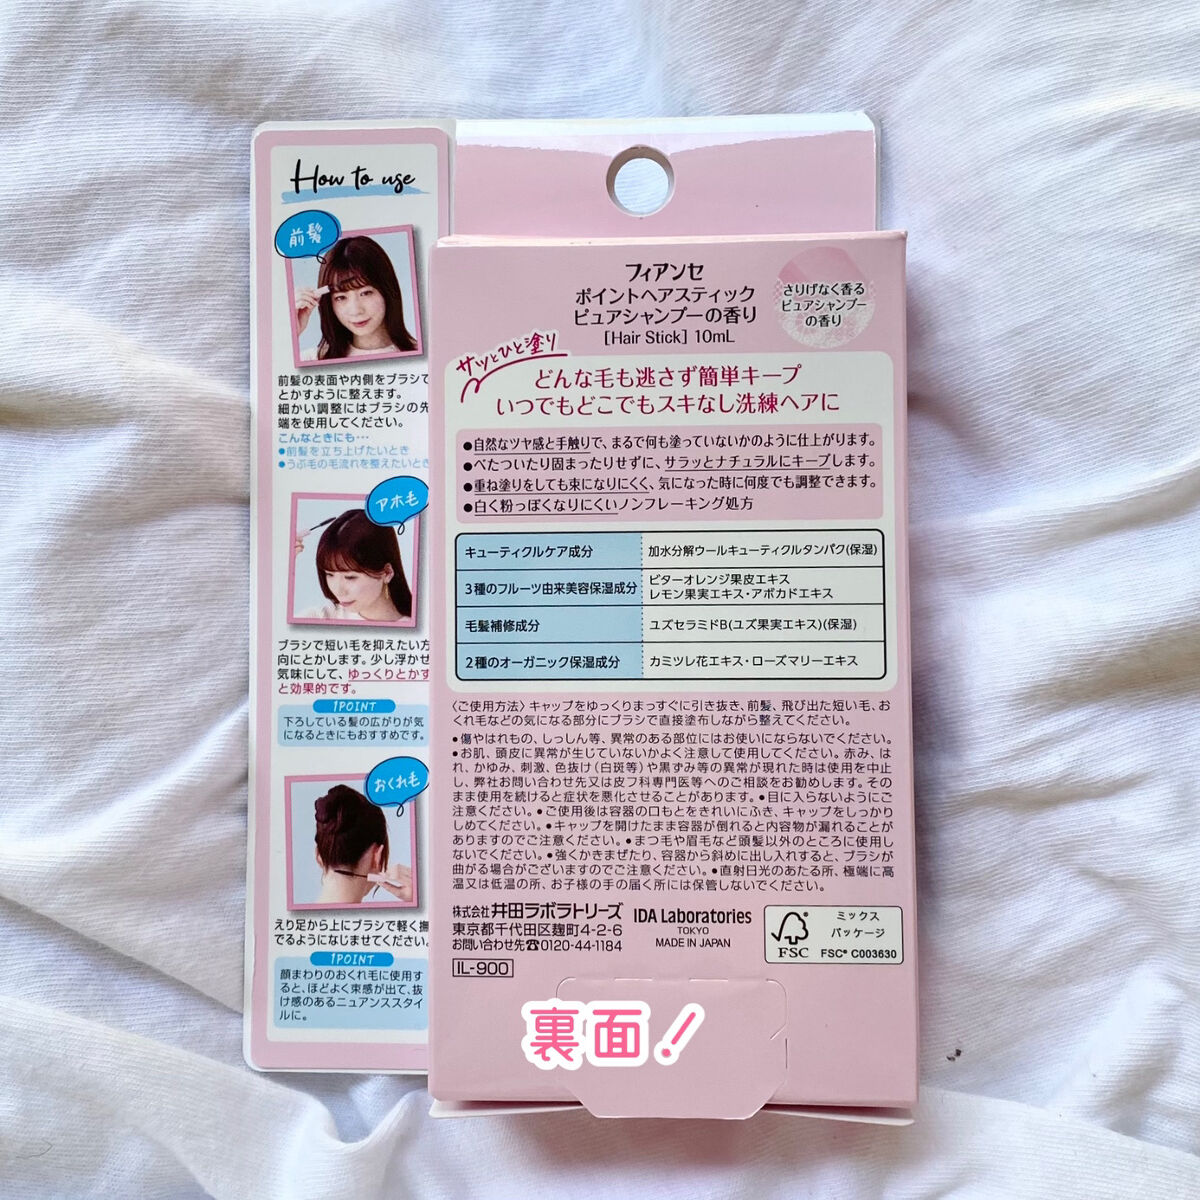 How to use
前髪
前髪の表面や内側をブラシで
とかすように整えます。
細かい調整にはブラシの先
端を使用してください。
こんなときにも…
●前髪を立ち上げたいとき
●うぶ毛の毛流れを整えたいとき
アホ毛
ブラシで短い毛を抑えたい方
向にとかします。少し浮かせ
気味にして、ゆっくりとかす
と効果的です。
1POINT
下ろしている髪の広がりが気
になるときにもおすすめです。
おくれ毛
えり足から上にブラシで軽く撫
でるようになじませてください。
1POINT
顔まわりのおくれ毛に使用す
ると、ほどよく束感が出て、抜
け感のあるニュアンススタイ
ルに。
フィアンセ
ポイントヘアスティック
ピュアシャンプーの香り
[Hair Stick] 10mL
さりげなく香る
ピュアシャンプー
の香り
サッとひと塗り
どんな毛も逃さず簡単キープ
いつでもどこでもスキなし洗練ヘアに
●自然なツヤ感と手触りで、まるで何も塗っていないかのように仕上がります。
●べたついたり固まったりせずに、サラッとナチュラルにキープします。
●重ね塗りをしても束になりにくく、気になった時に何度でも調整できます。
●白く粉っぽくなりにくいノンフレーキング処方
キューティクルケア成分 加水分解ウールキューティクルタンパク(保湿)
3種のフルーツ由来美容保湿成分 ビターオレンジ果皮エキス
レモン果実エキス・アボカドエキス
毛髪補修成分 ユズセラミドB(ユズ果実エキス)(保湿)
2種のオーガニック保湿成分 カミツレ花エキス・ローズマリーエキス
〈ご使用方法〉キャップをゆっくりまっすぐに引き抜き、前髪、飛び出た短い毛、お
くれ毛などの気になる部分にブラシで直接塗布しながら整えてください。
●傷やはれもの、しっしん等、異常のある部位にはお使いにならないでください。
●お肌、頭皮に異常が生じていないかよく注意して使用してください。赤み、は
れ、かゆみ、刺激、色抜け(白斑等)や黒ずみ等の異常が現れた時は使用を中止
し、弊社お問い合わせ先又は皮フ科専門医等へのご相談をお勧めします。その
まま使用を続けると症状を悪化させることがあります。●目に入らないようにご
注意ください。●ご使用後は容器の口もとをきれいにふき、キャップをしっかり
しめてください。●キャップを開けたまま容器が倒れると内容物が漏れることが
ありますのでご注意ください。●まつ毛や眉毛など頭髪以外のところに使用し
ないでください。●強くかきまぜたり、容器から斜めに出し入れすると、ブラシが
曲がる場合がございますのでご注意ください。●直射日光のあたる所、極端に高
温又は低温の所、お子様の手の届く所には保管しないでください。
株式会社 井田ラボラトリーズ
東京都千代田区麹町4-2-6
お問い合わせ先☎0120-44-1184
IL-900
IDA Laboratories
TOKYO
MADE IN JAPAN
FSC
ミックス
パッケージ
FSC® C003630
裏面！